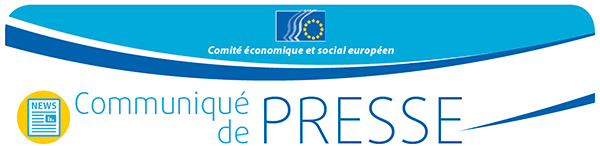 Comité économique et social européen
NEWS
Communiqué
de PRESSE